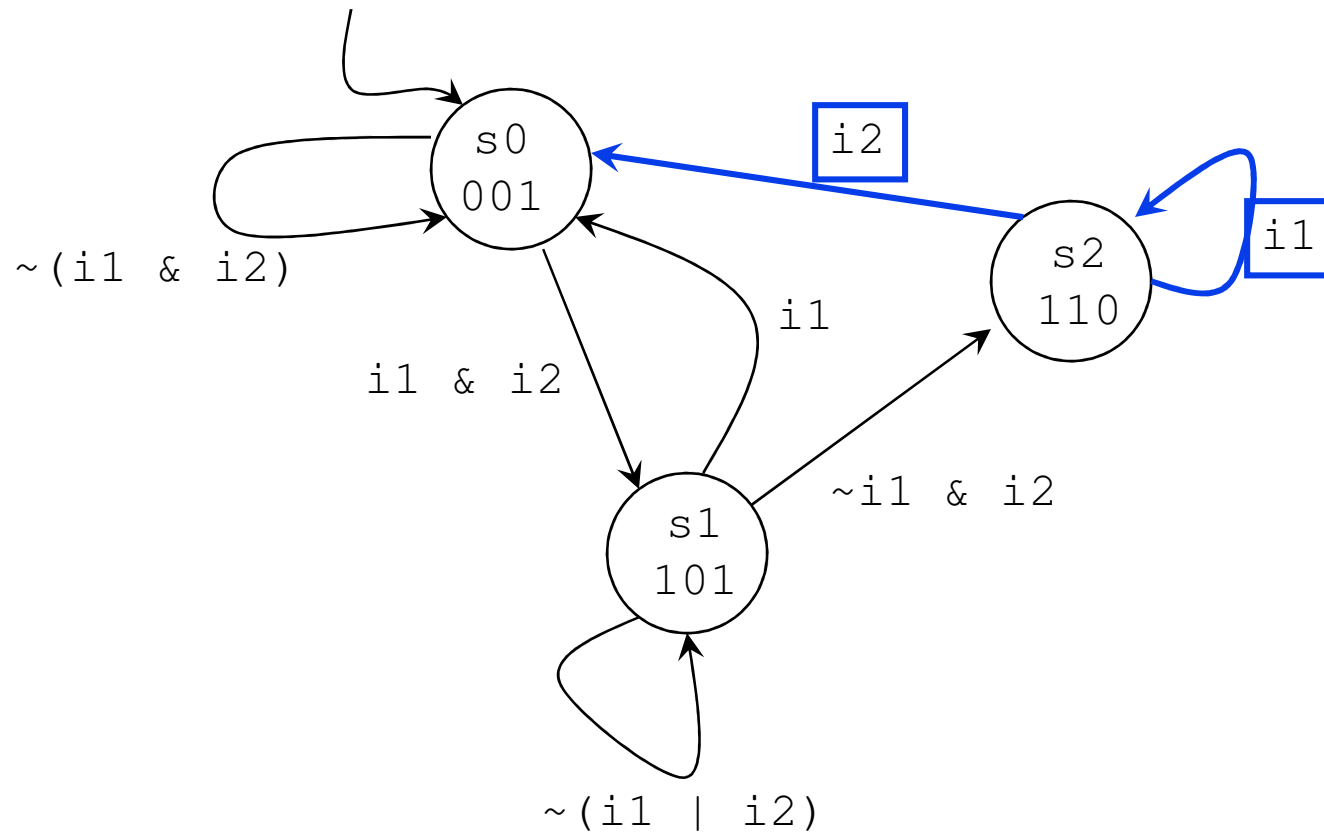 s0
001
i2
s2
110
i1
~(i1 & i2)
i1
i1 & i2
~i1 & i2
s1
101
~(i1 | i2)